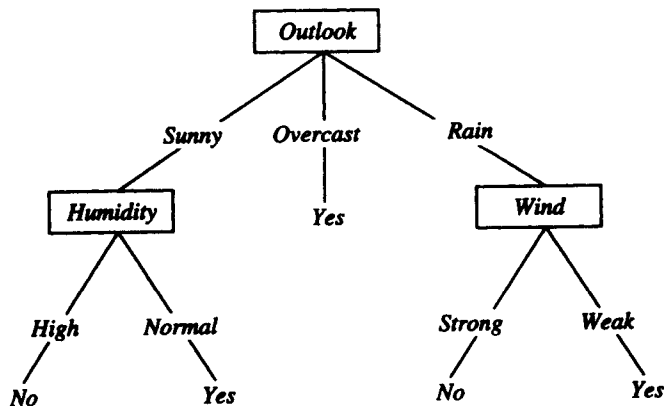 Outlook
Sunny Overcast Rain
Humidity Yes Wind
High Normal Strong Weak
No Yes No Yes